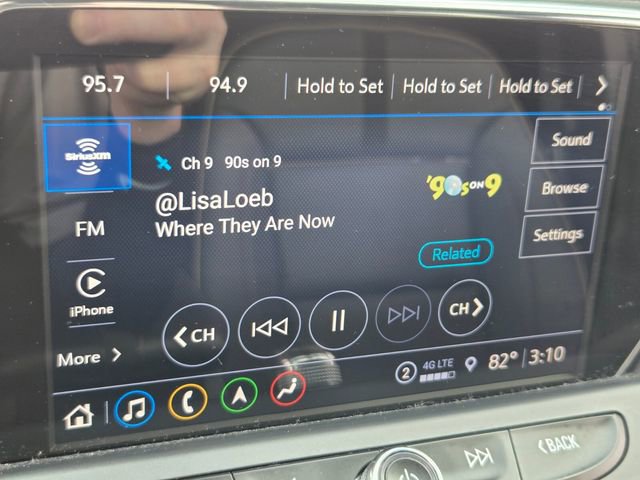 95.7 94.9 Hold to Set Hold to Set Hold to Set
SiriusXM
Ch 9 90s on 9
@LisaLoeb
Where They Are Now
'90s ON 9
Related
Sound
Browse
Settings
FM
iPhone
More
CH CH
2 4G LTE 82° 3:10
BACK